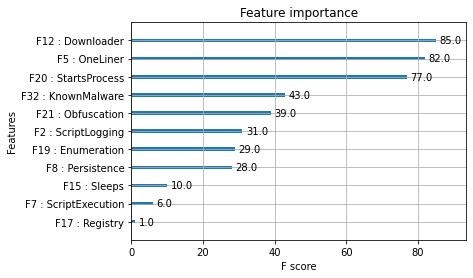 Feature importance
F12 : Downloader 85.0
F5 : OneLiner 82.0
F20 : StartsProcess 77.0
F32 : KnownMalware 43.0
F21 : Obfuscation 39.0
F2 : ScriptLogging 31.0
F19 : Enumeration 29.0
F8 : Persistence 28.0
F15 : Sleeps 10.0
F7 : ScriptExecution 6.0
F17 : Registry 1.0
Features
0 20 40 60 80
F score